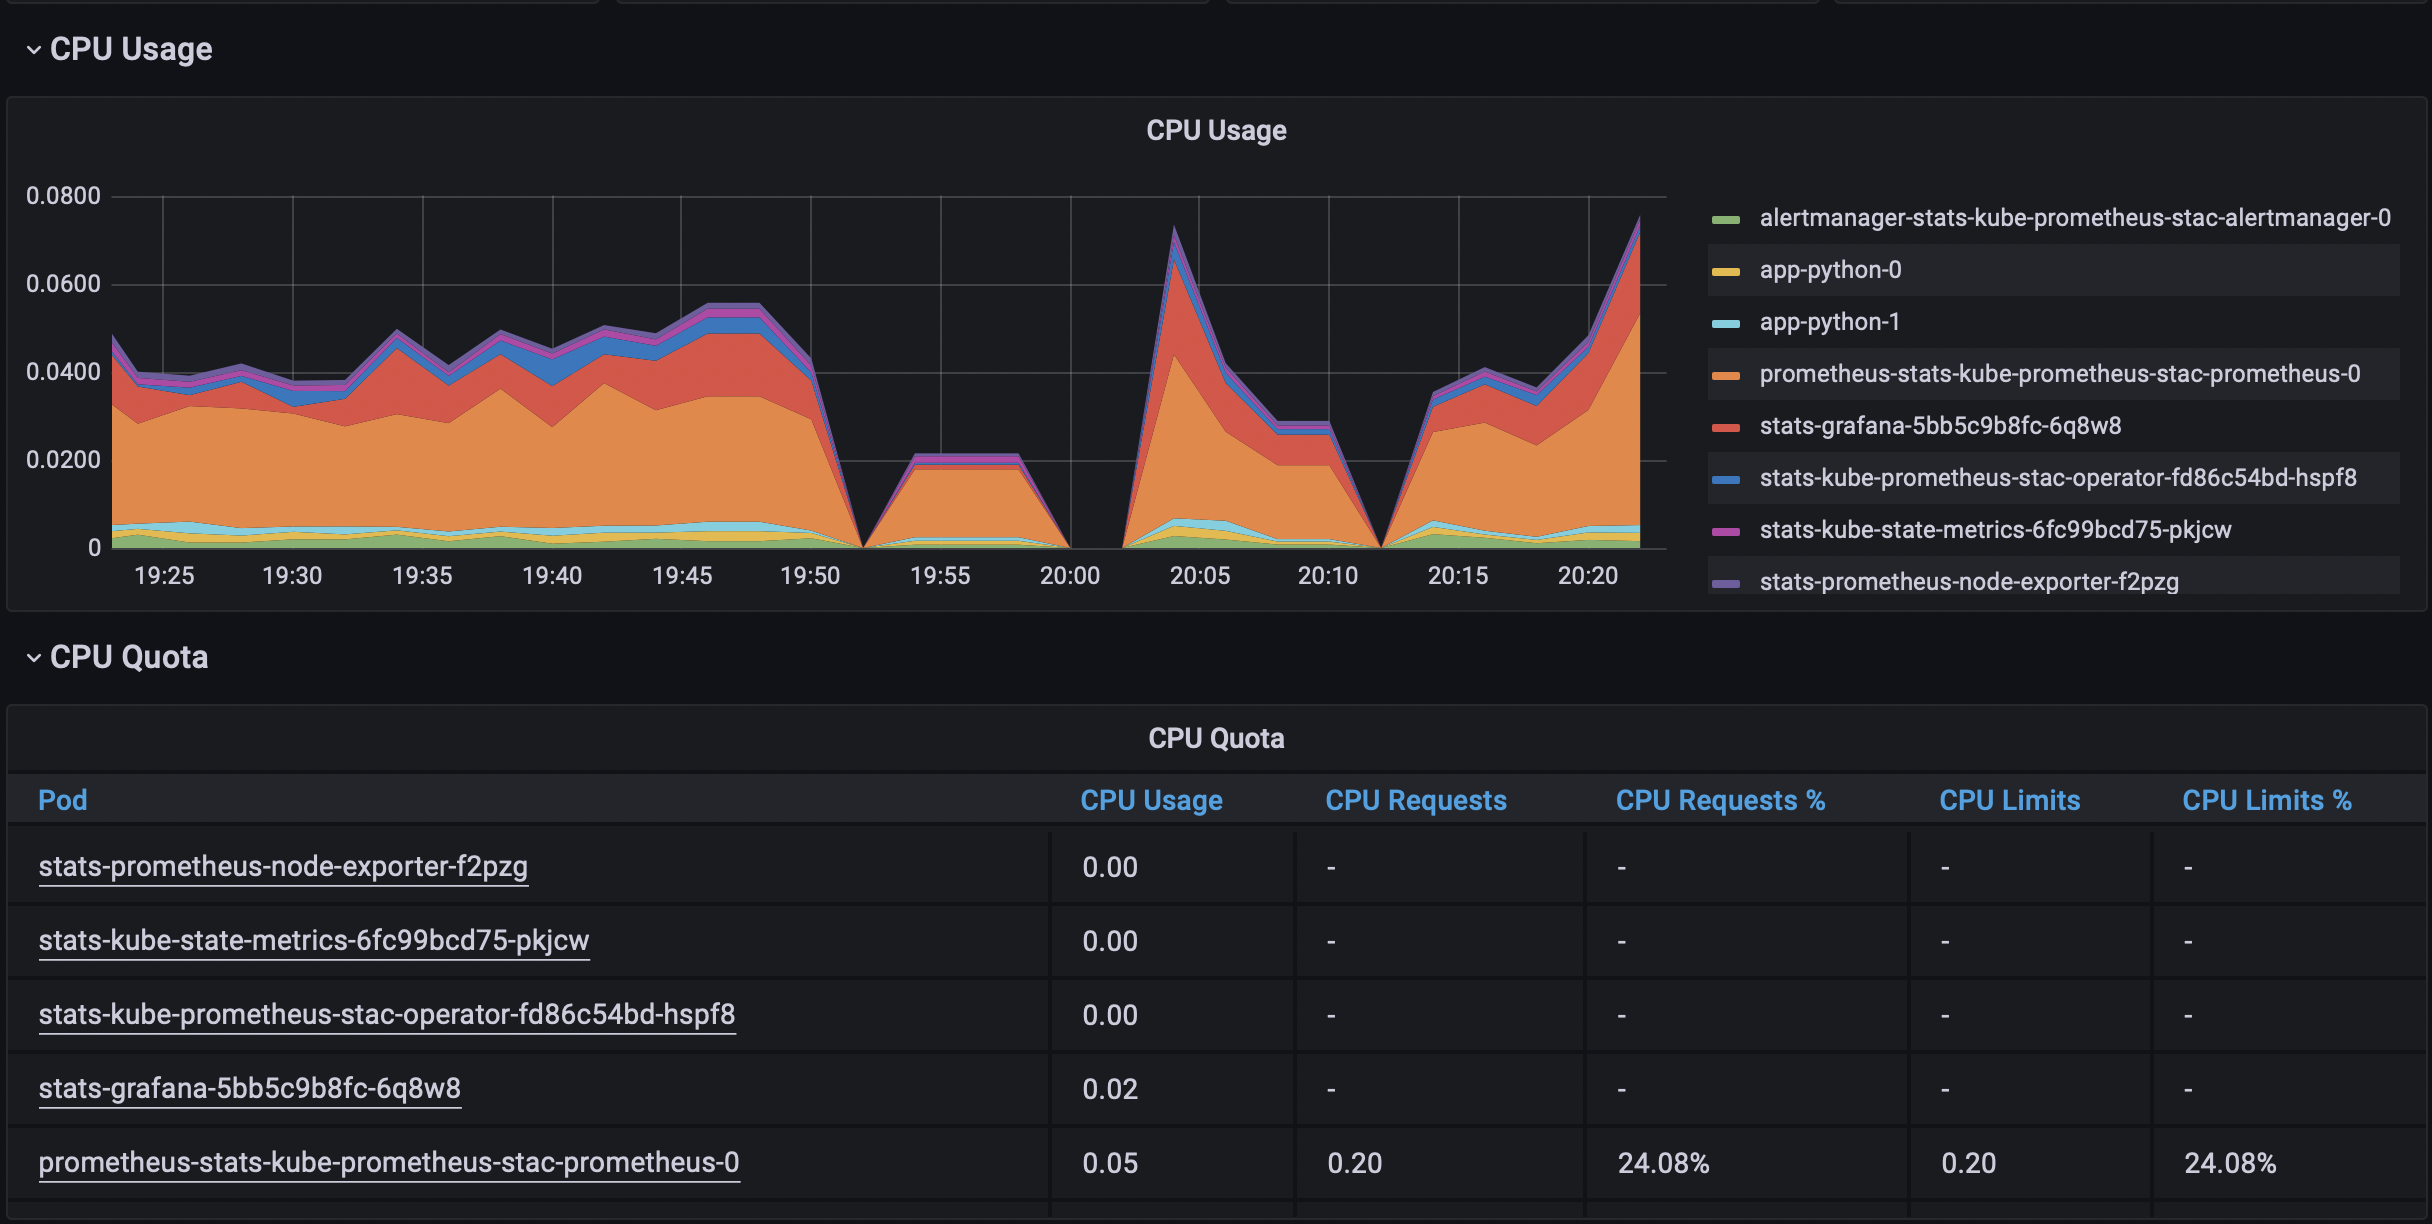 CPU Usage
CPU Usage
0.0800
0.0600
0.0400
0.0200
0
19:25 19:30 19:35 19:40 19:45 19:50 19:55 20:00 20:05 20:10 20:15 20:20
alertmanager-stats-kube-prometheus-stac-alertmanager-0
app-python-0
app-python-1
prometheus-stats-kube-prometheus-stac-prometheus-0
stats-grafana-5bb5c9b8fc-6q8w8
stats-kube-prometheus-stac-operator-fd86c54bd-hspf8
stats-kube-state-metrics-6fc99bcd75-pkjcw
stats-prometheus-node-exporter-f2pzg
CPU Quota
CPU Quota
Pod CPU Usage CPU Requests CPU Requests % CPU Limits CPU Limits %
stats-prometheus-node-exporter-f2pzg 0.00 - - - -
stats-kube-state-metrics-6fc99bcd75-pkjcw 0.00 - - - -
stats-kube-prometheus-stac-operator-fd86c54bd-hspf8 0.00 - - - -
stats-grafana-5bb5c9b8fc-6q8w8 0.02 - - - -
prometheus-stats-kube-prometheus-stac-prometheus-0 0.05 0.20 24.08% 0.20 24.08%